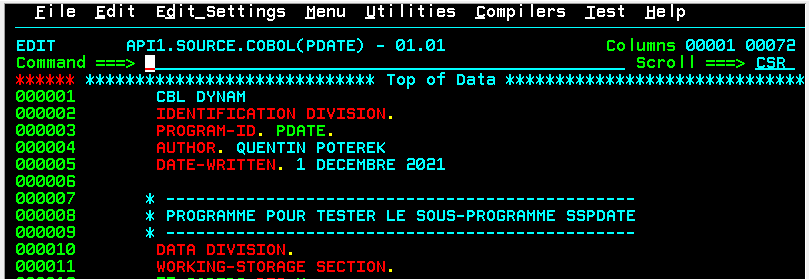 File Edit Edit_Settings Menu Utilities Compilers Test Help
EDIT API1.SOURCE.COBOL(PDATE) - 01.01 Columns 00001 00072
Command ===> Scroll ===> CSR
****** **************************** Top of Data *****************************
000001 CBL DYNAM
000002 IDENTIFICATION DIVISION.
000003 PROGRAM-ID. PDATE.
000004 AUTHOR. QUENTIN POTEREK
000005 DATE-WRITTEN. 1 DECEMBRE 2021
000006
000007 * ---------------------------------------------------
000008 * PROGRAMME POUR TESTER LE SOUS-PROGRAMME SSPDATE
000009 * ---------------------------------------------------
000010 DATA DIVISION.
000011 WORKING-STORAGE SECTION.